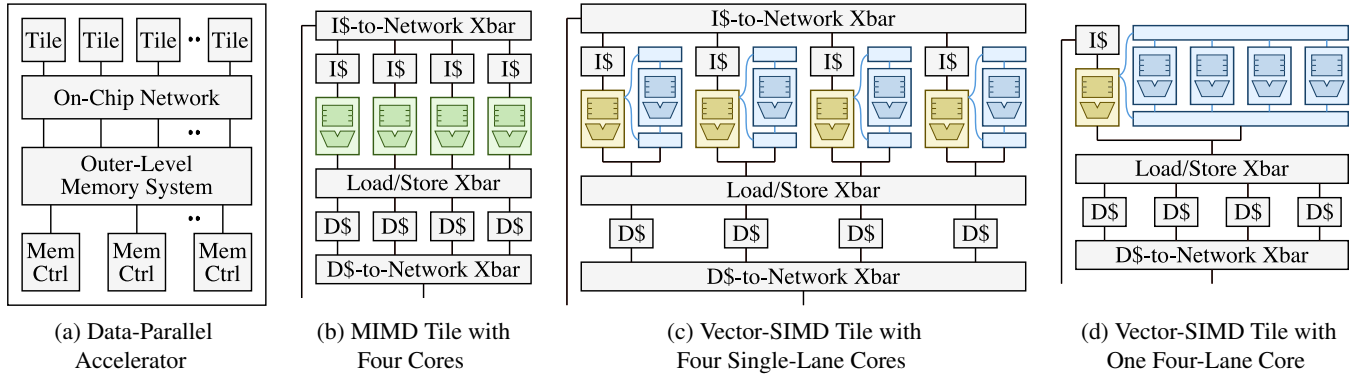 Tile Tile Tile •• Tile
On-Chip Network
••
Outer-Level
Memory System
••
Mem Mem Mem
Ctrl Ctrl Ctrl
(a) Data-Parallel
Accelerator
I$-to-Network Xbar
I$ I$ I$ I$
Load/Store Xbar
D$ D$ D$ D$
D$-to-Network Xbar
(b) MIMD Tile with
Four Cores
I$-to-Network Xbar
I$ I$ I$ I$
Load/Store Xbar
D$ D$ D$ D$
D$-to-Network Xbar
(c) Vector-SIMD Tile with
Four Single-Lane Cores
I$
Load/Store Xbar
D$ D$ D$ D$
D$-to-Network Xbar
(d) Vector-SIMD Tile with
One Four-Lane Core